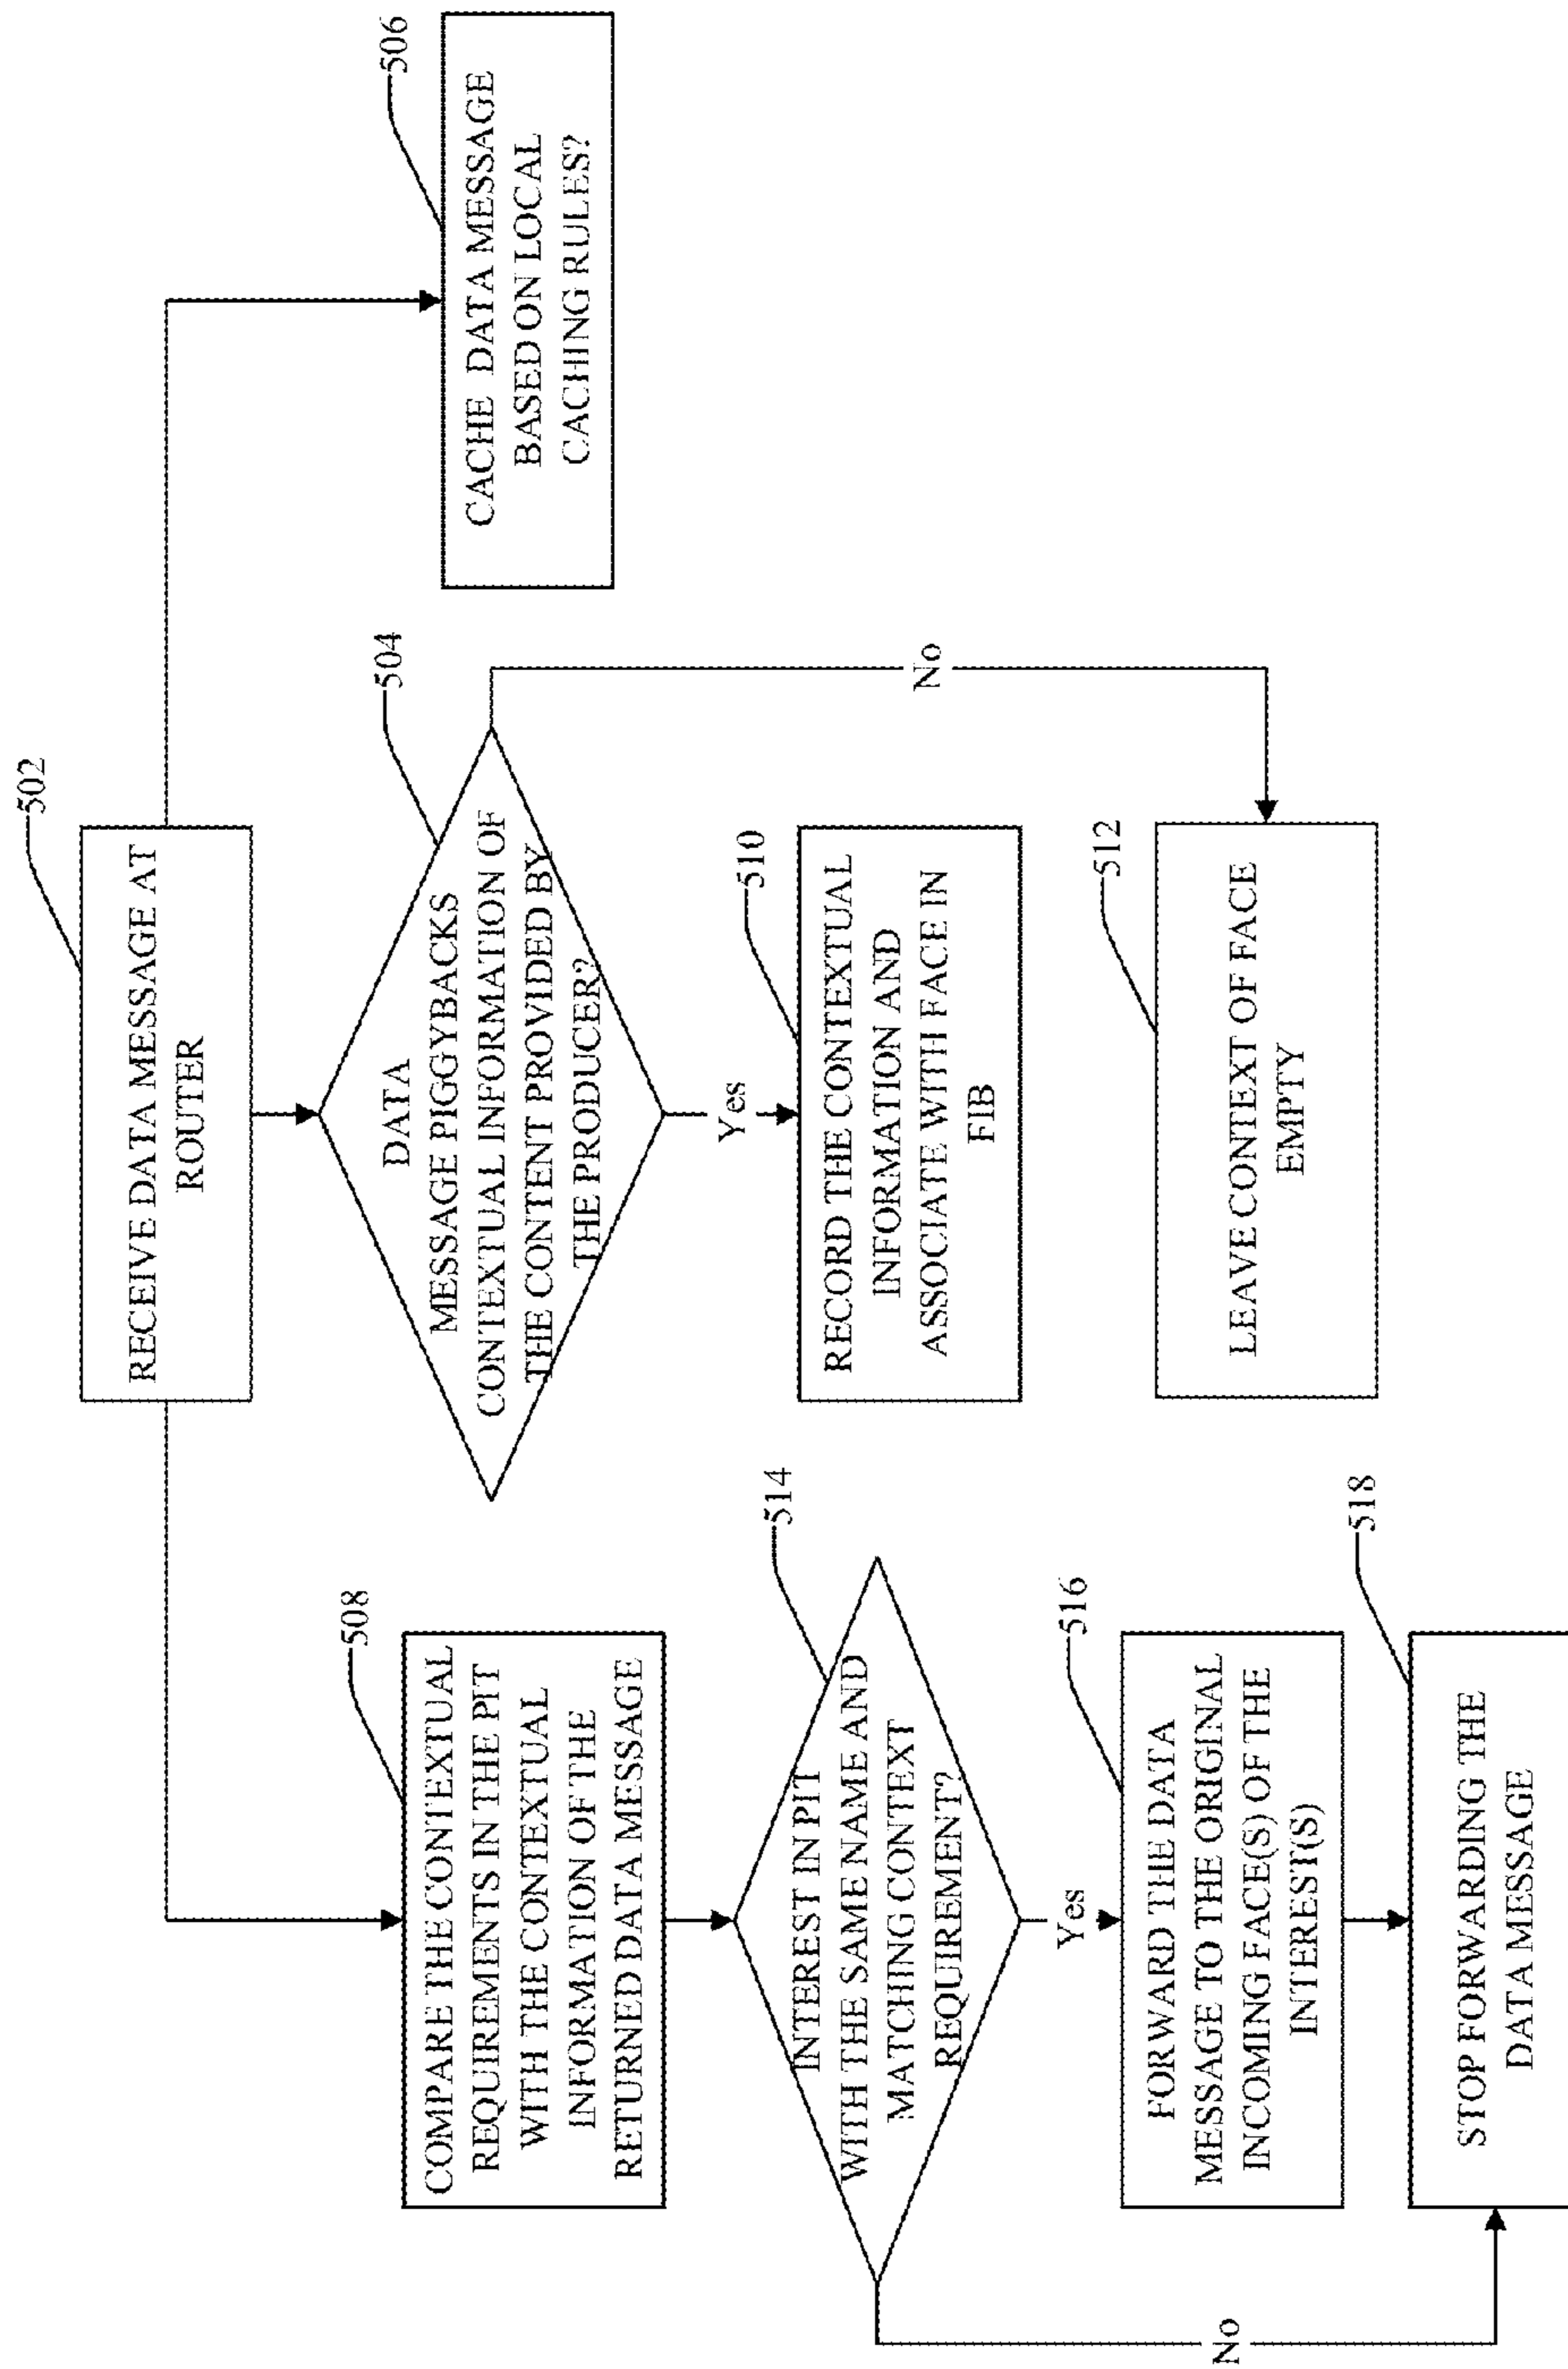 502
RECEIVE DATA MESSAGE AT
ROUTER
506
CACHE DATA MESSAGE
BASED ON LOCAL
CACHING RULES?
504
DATA
MESSAGE PIGGYBACKS
CONTEXTUAL INFORMATION OF
THE CONTENT PROVIDED BY
THE PRODUCER?
No
Yes
510
RECORD THE CONTEXTUAL
INFORMATION AND
ASSOCIATE WITH FACE IN
FIB
512
LEAVE CONTEXT OF FACE
EMPTY
508
COMPARE THE CONTEXTUAL
REQUIREMENTS IN THE PIT
WITH THE CONTEXTUAL
INFORMATION OF THE
RETURNED DATA MESSAGE
514
INTEREST IN PIT
WITH THE SAME NAME AND
MATCHING CONTEXT
REQUIREMENT?
Yes
516
FORWARD THE DATA
MESSAGE TO THE ORIGINAL
INCOMING FACE(S) OF THE
INTEREST(S)
No
518
STOP FORWARDING THE
DATA MESSAGE